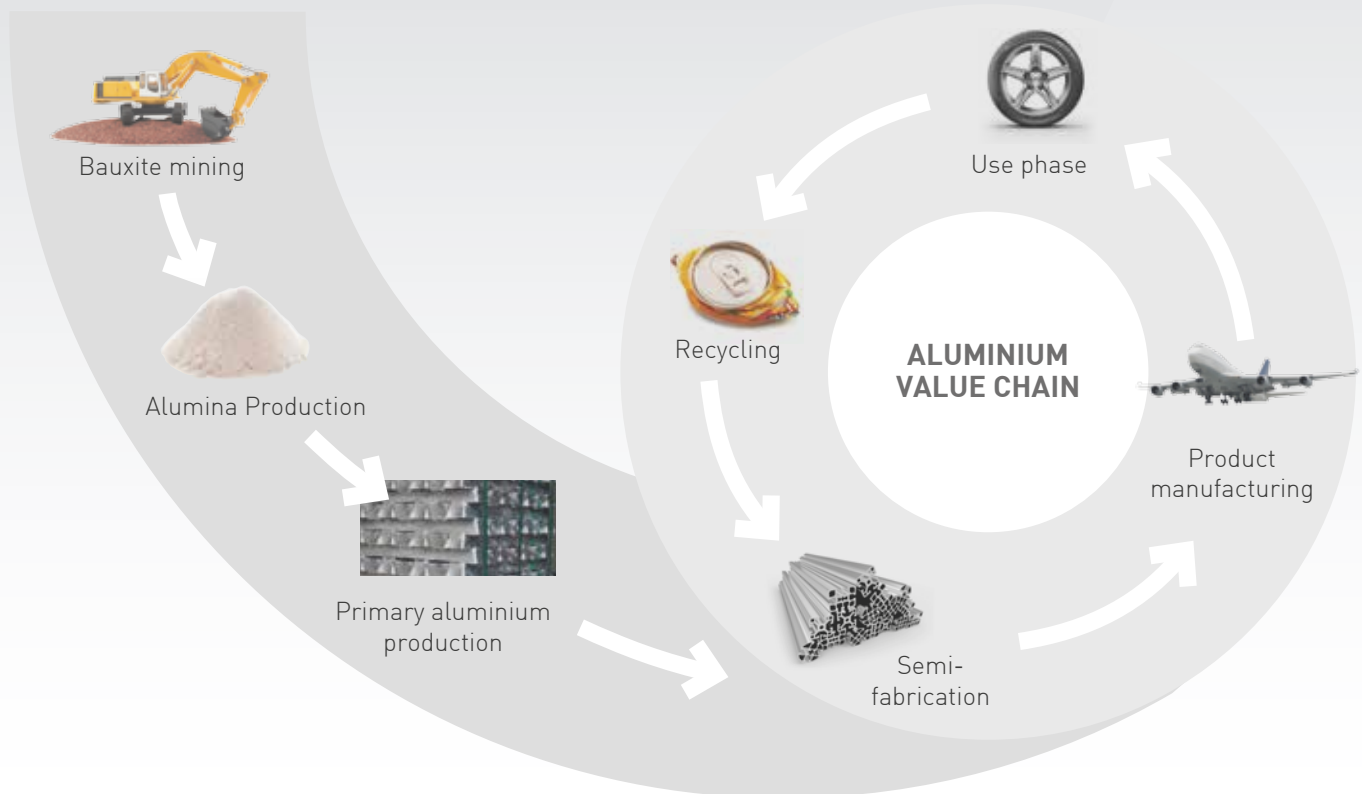 Bauxite mining
Alumina Production
Primary aluminium
production
Semi-
fabrication
Product
manufacturing
Use phase
Recycling
ALUMINIUM
VALUE CHAIN